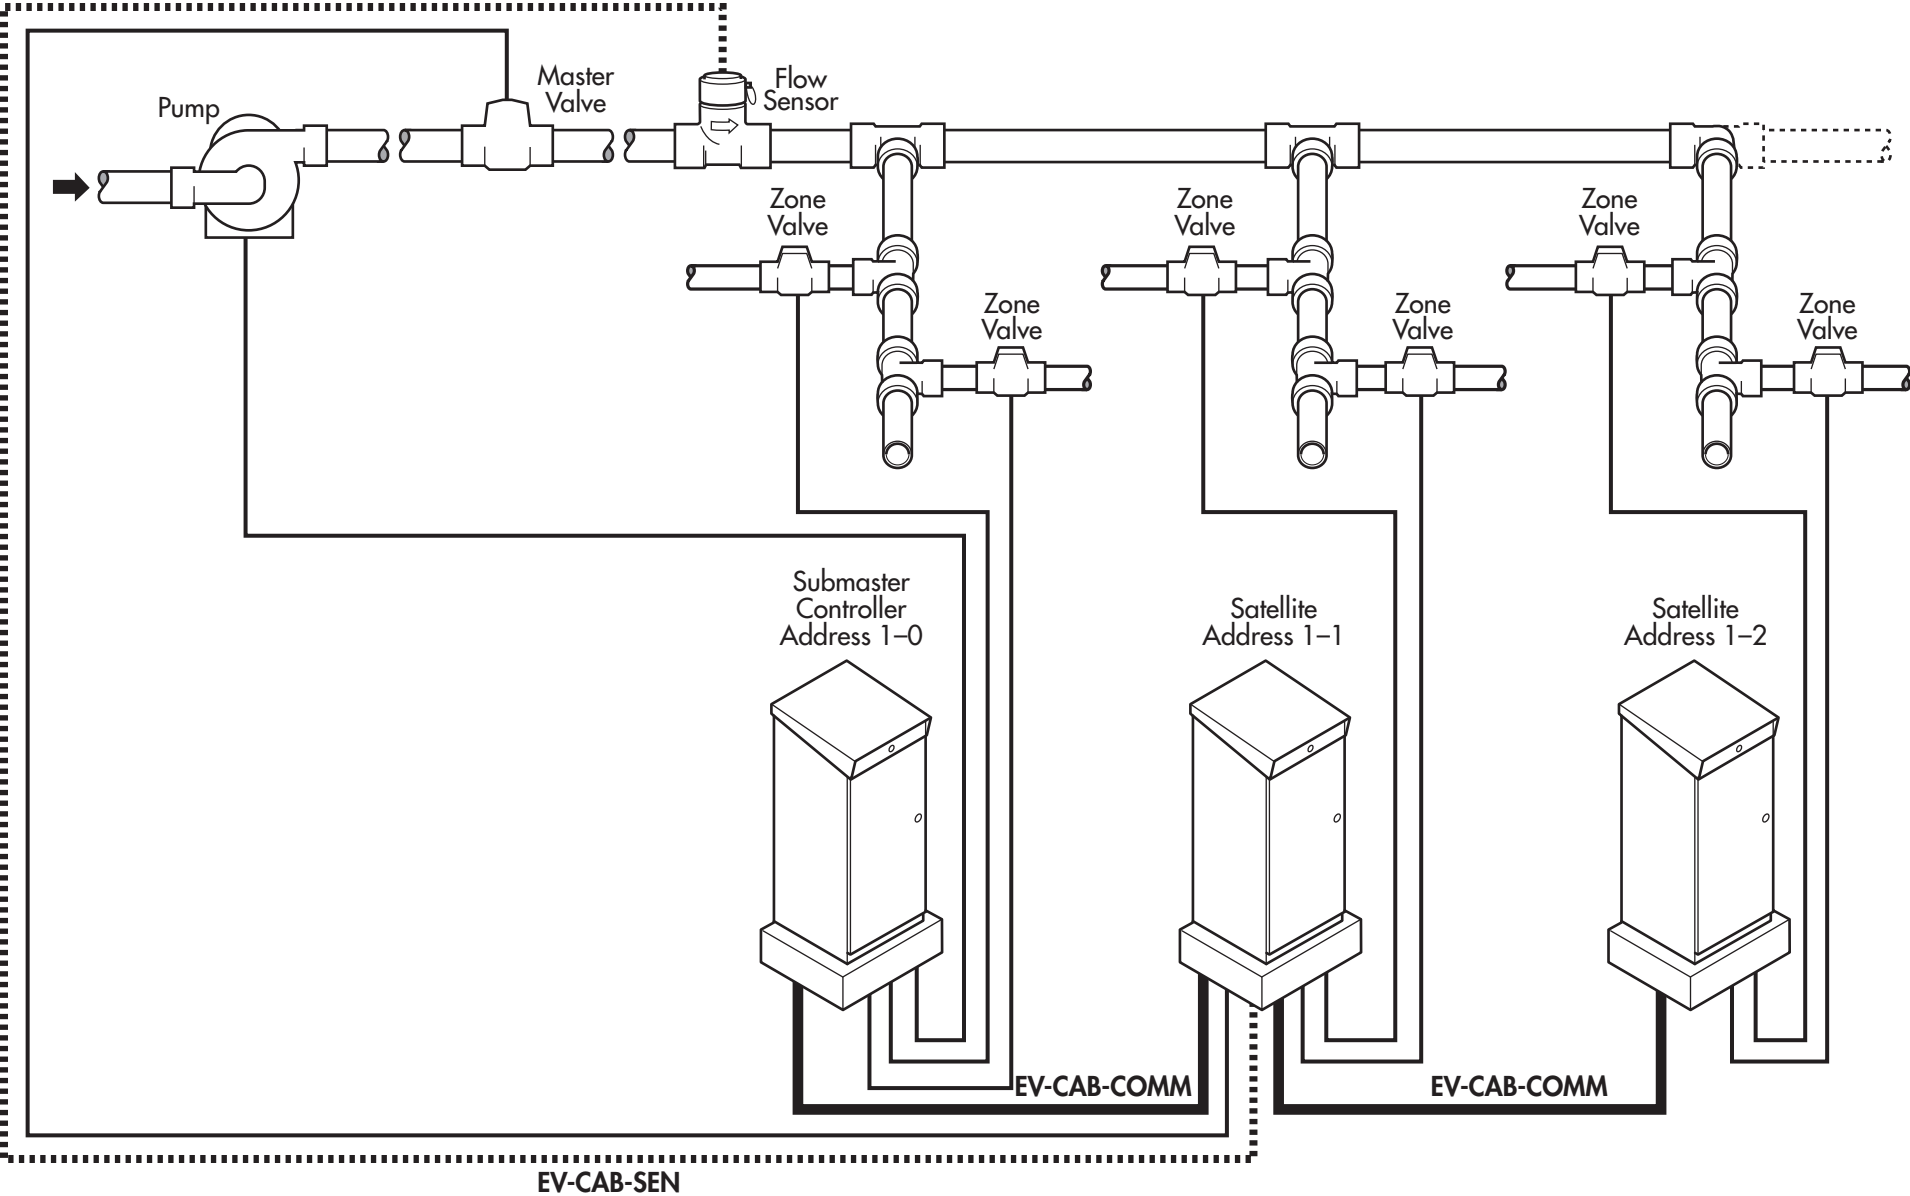 Pump
Master
Valve
Flow
Sensor
Zone
Valve
Zone
Valve
Zone
Valve
Zone
Valve
Zone
Valve
Zone
Valve
Submaster
Controller
Address 1–0
Satellite
Address 1–1
Satellite
Address 1–2
EV-CAB-COMM
EV-CAB-COMM
EV-CAB-SEN